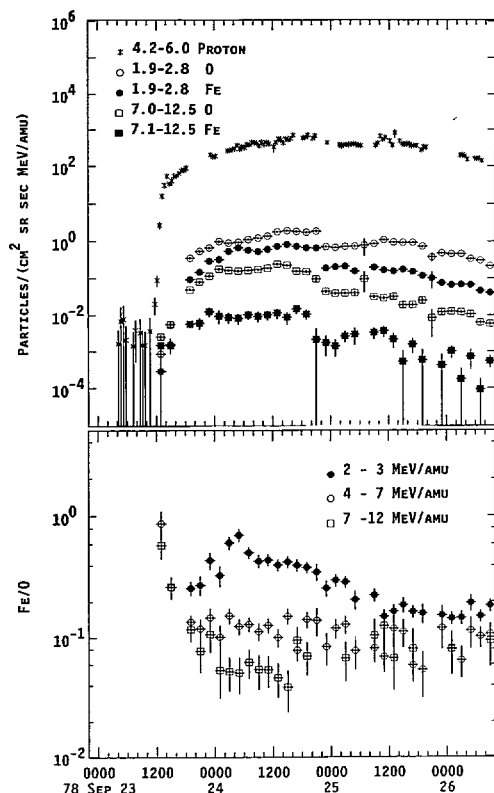 10^6
10^4
10^2
10^0
10^-2
10^-4
PARTICLES/(CM^2 SR SEC MEV/AMU)
4.2-6.0 PROTON
1.9-2.8 O
1.9-2.8 FE
7.0-12.5 O
7.1-12.5 FE
2 - 3 MEV/AMU
4 - 7 MEV/AMU
7 -12 MEV/AMU
10^0
10^-1
10^-2
FE/O
0000 1200 0000 1200 0000 1200 0000
78 SEP 23 24 25 26